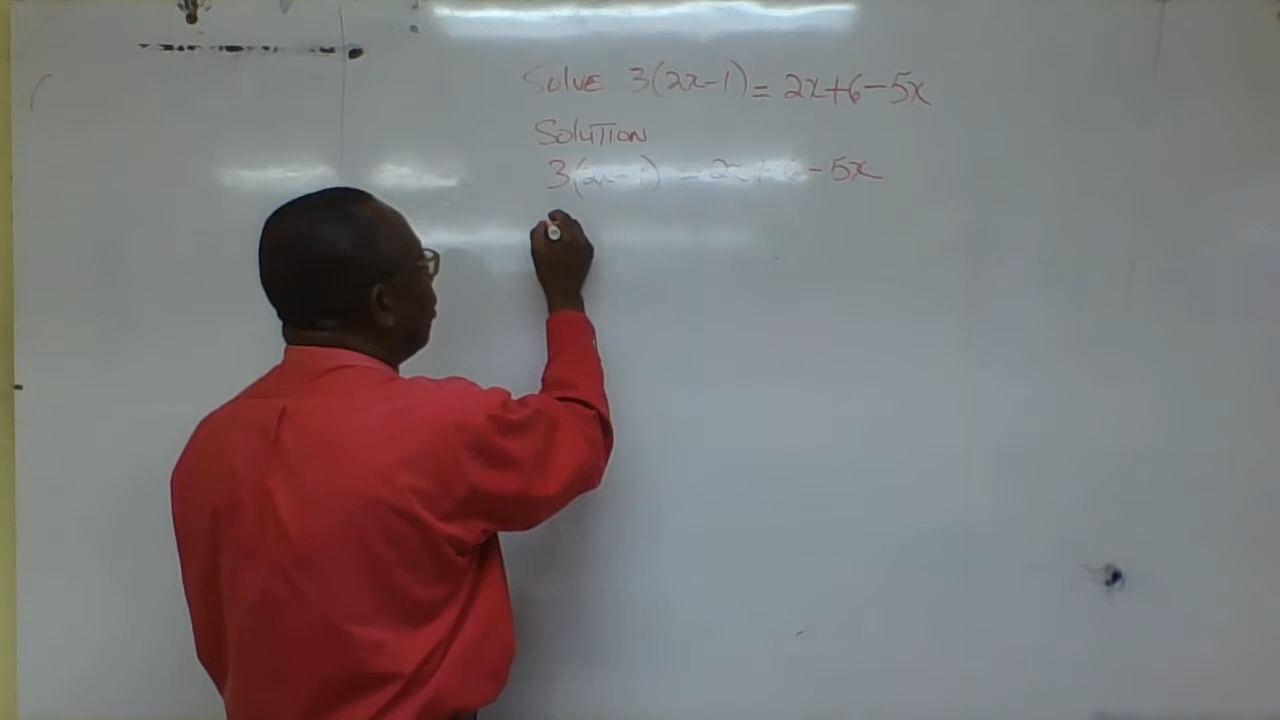 Solve 3(2x-1) = 2x+6-5x
Solution
3(2x-1) = 2x+6-5x